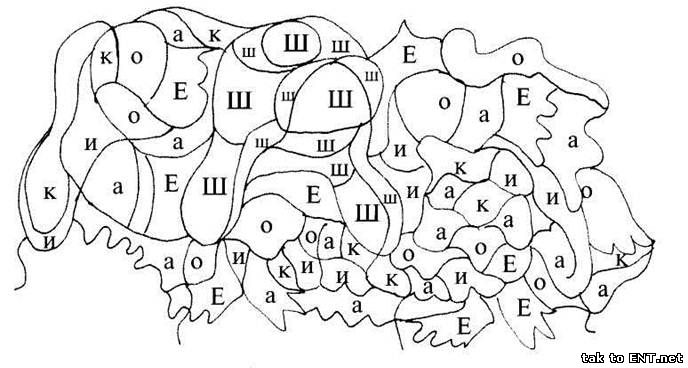 а к ш Ш ш Е о
к о Е ш Ш ш о а Е
о Ш а
и а ш ш и к и
к а Е Ш Е ш ш и а к и о
и о Ш а о а
а о и о а к о Е а к
Е к и и к а и о а
а а Е Е
tak to ENT.net